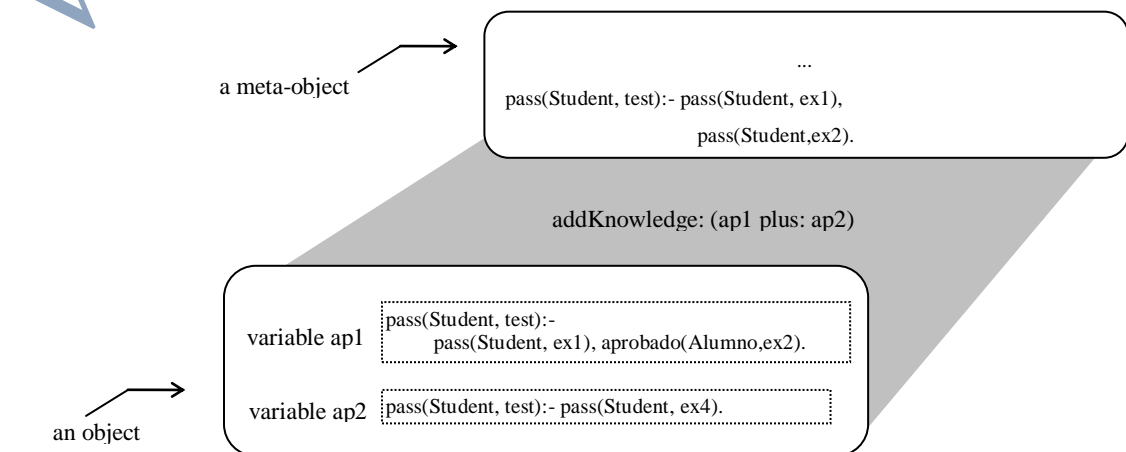 ...
a meta-object
pass(Student, test):- pass(Student, ex1),
pass(Student,ex2).
addKnowledge: (ap1 plus: ap2)
variable ap1
pass(Student, test):-
pass(Student, ex1), aprobado(Alumno,ex2).
variable ap2
pass(Student, test):- pass(Student, ex4).
an object